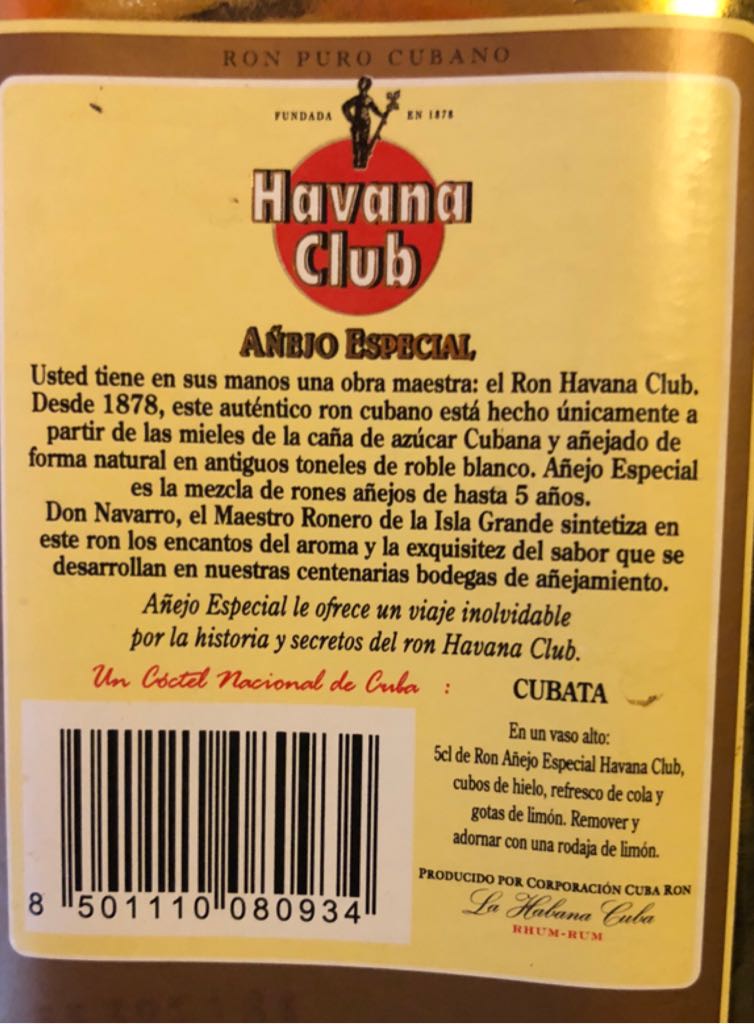 RON PURO CUBANO
FUNDADA EN 1878
Havana
Club
AÑEJO ESPECIAL
Usted tiene en sus manos una obra maestra: el Ron Havana Club.
Desde 1878, este auténtico ron cubano está hecho únicamente a
partir de las mieles de la caña de azúcar Cubana y añejado de
forma natural en antiguos toneles de roble blanco. Añejo Especial
es la mezcla de rones añejos de hasta 5 años.
Don Navarro, el Maestro Ronero de la Isla Grande sintetiza en
este ron los encantos del aroma y la exquisitez del sabor que se
desarrollan en nuestras centenarias bodegas de añejamiento.
Añejo Especial le ofrece un viaje inolvidable
por la historia y secretos del ron Havana Club.
Un Cóctel Nacional de Cuba : CUBATA
En un vaso alto:
5cl de Ron Añejo Especial Havana Club,
cubos de hielo, refresco de cola y
gotas de limón. Remover y
adornar con una rodaja de limón.
PRODUCIDO POR CORPORACIÓN CUBA RON
La Habana Cuba
RHUM-RUM
8 501110 080934